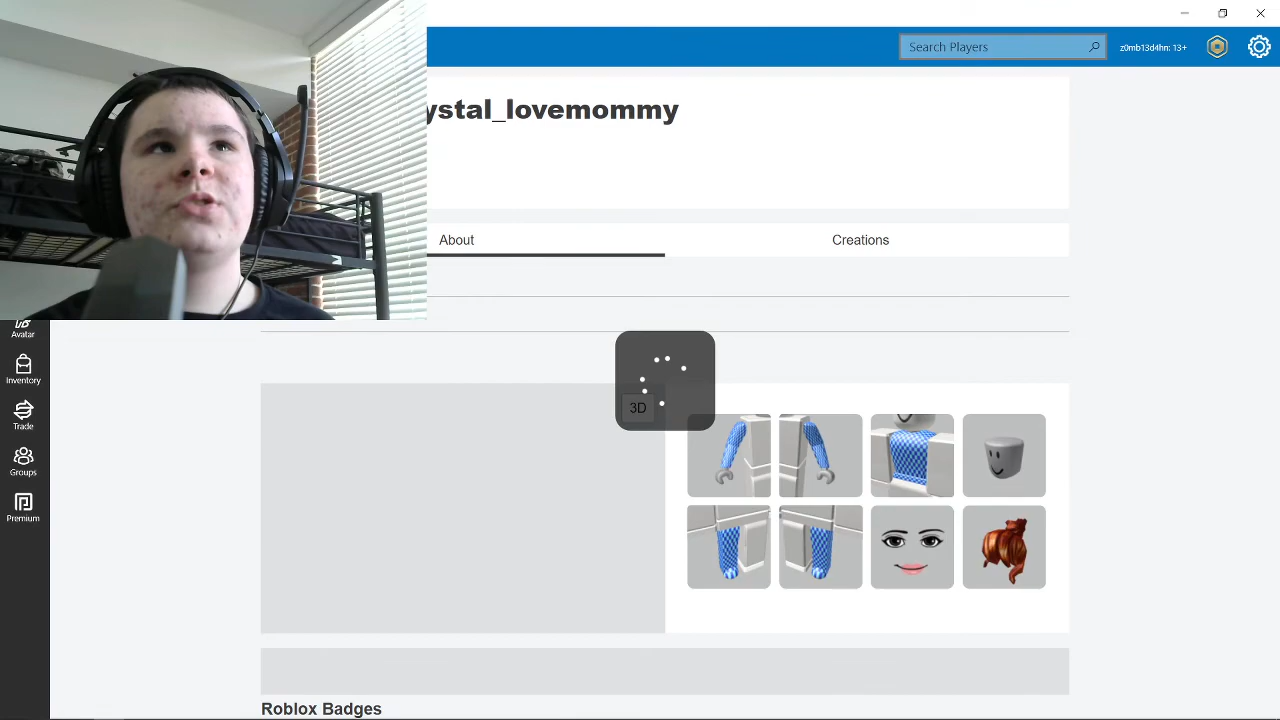 Search Players
z0mb13d4hn: 13+
ystal_lovemommy
About
Creations
Avatar
Inventory
Trade
Groups
Premium
3D
Roblox Badges